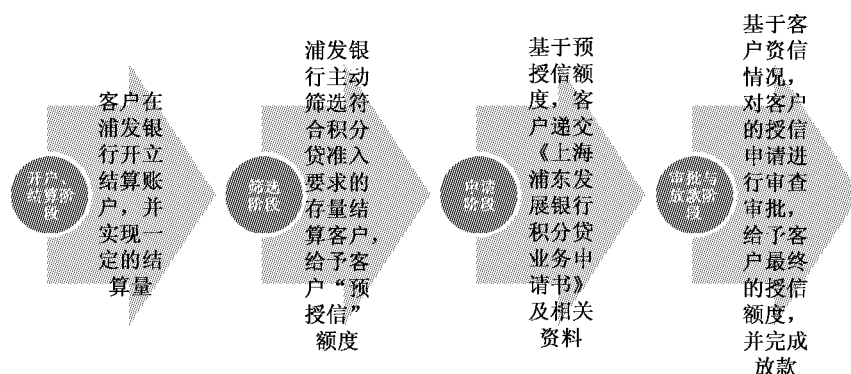 开户、
结算阶
段
客户在
浦发银
行开立
结算账
户，并
实现一
定的结
算量
筛选
阶段
浦发银
行主动
筛选符
合积分
贷准入
要求的
存量结
算客户，
给予客
户“预
授信”
额度
申请
阶段
基于预
授信额
度，客
户递交
《上海
浦东发
展银行
积分贷
业务申
请书》
及相关
资料
审批与
放款阶
段
基于客
户资信
情况，
对客户
的授信
申请进
行审查
审批，
给予客
户最终
的授信
额度，
并完成
放款